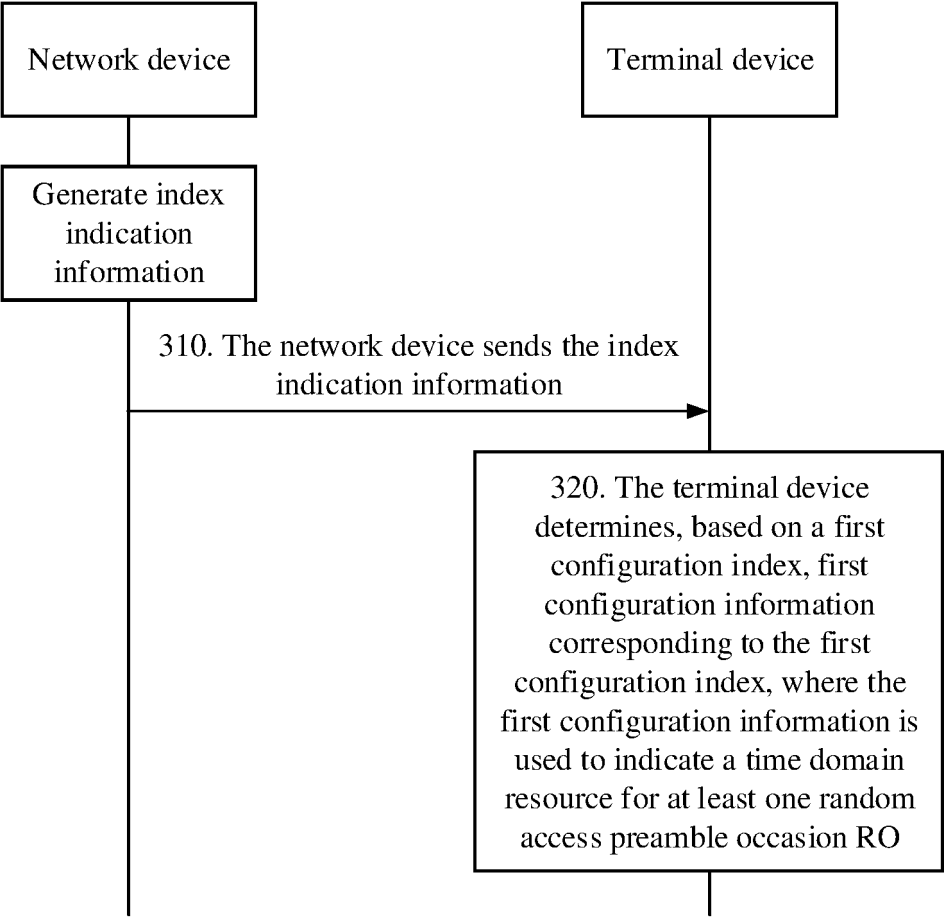 Network device
Terminal device
Generate index
indication
information
310. The network device sends the index
indication information
320. The terminal device
determines, based on a first
configuration index, first
configuration information
corresponding to the first
configuration index, where the
first configuration information is
used to indicate a time domain
resource for at least one random
access preamble occasion RO